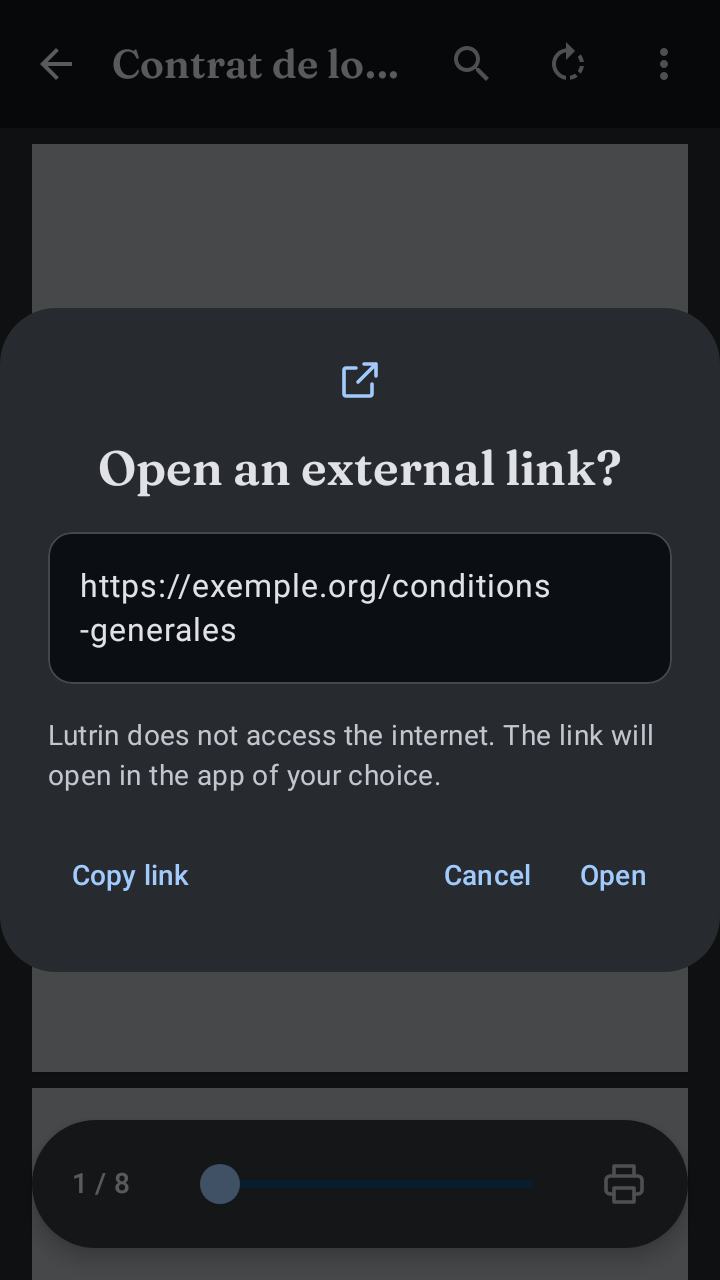 Contrat de lo...
Open an external link?
https://exemple.org/conditions
-generales
Lutrin does not access the internet. The link will
open in the app of your choice.
Copy link
Cancel
Open
1 / 8